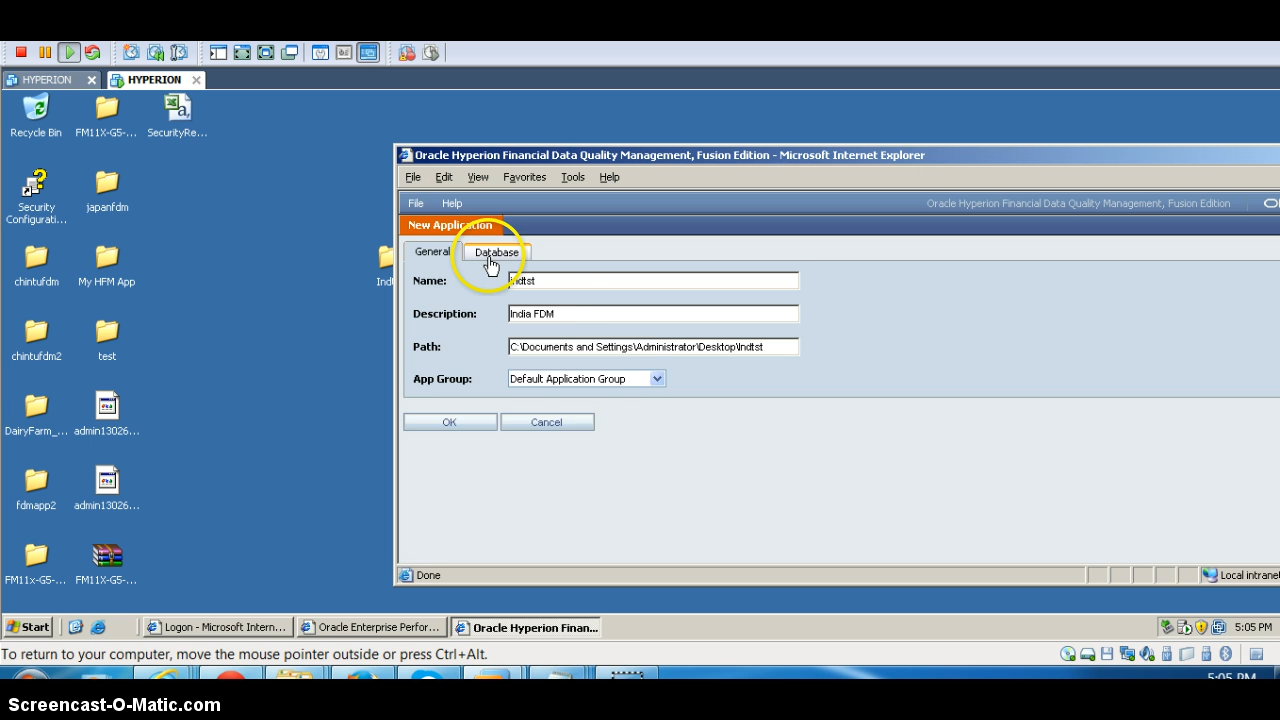 HYPERION
HYPERION
Recycle Bin
FM11X-G5-...
SecurityRe...
Security
Configurati...
japanfdm
chintufdm
My HFM App
chintufdm2
test
DairyFarm_...
admin13026...
fdmapp2
admin13026...
FM11x-G5-...
FM11X-G5-...
Oracle Hyperion Financial Data Quality Management, Fusion Edition - Microsoft Internet Explorer
File Edit View Favorites Tools Help
File Help
Oracle Hyperion Financial Data Quality Management, Fusion Edition
New Application
General
Database
Name:
indtst
Description:
India FDM
Path:
C:\Documents and Settings\Administrator\Desktop\Indtst
App Group:
Default Application Group
OK
Cancel
Done
Local intranet
Start
Logon - Microsoft Intern...
Oracle Enterprise Perfor...
Oracle Hyperion Finan...
5:05 PM
To return to your computer, move the mouse pointer outside or press Ctrl+Alt.
5:05 PM
Screencast-O-Matic.com